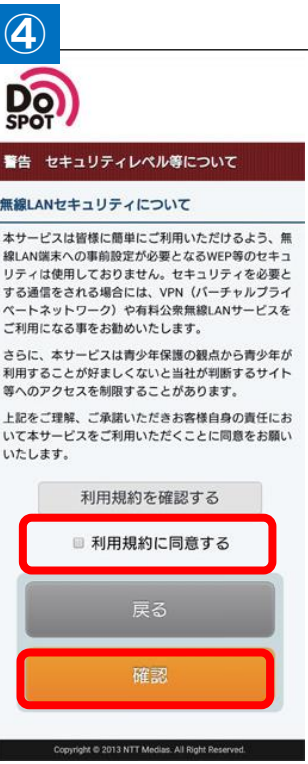 ④
Do
SPOT
警告 セキュリティレベル等について
無線LANセキュリティについて
本サービスは皆様に簡単にご利用いただけるよう、無
線LAN端末への事前設定が必要となるWEP等のセキュ
リティは使用しておりません。セキュリティを必要と
する通信をされる場合には、VPN（バーチャルプライ
ベートネットワーク）や有料公衆無線LANサービスを
ご利用になる事をお勧めいたします。
さらに、本サービスは青少年保護の観点から青少年が
利用することが好ましくないと当社が判断するサイト
等へのアクセスを制限することがあります。
上記をご理解、ご承諾いただきお客様自身の責任にお
いて本サービスをご利用いただくことに同意をお願い
いたします。
利用規約を確認する
利用規約に同意する
戻る
確認
Copyright © 2013 NTT Medias. All Right Reserved.